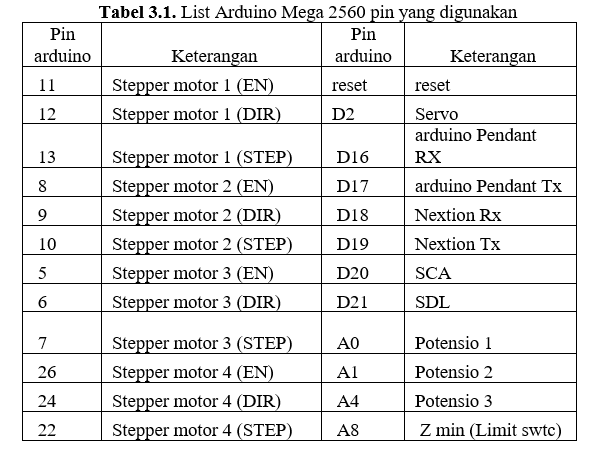 Tabel 3.1. List Arduino Mega 2560 pin yang digunakan
Pin arduino Keterangan Pin arduino Keterangan
11 Stepper motor 1 (EN) reset reset
12 Stepper motor 1 (DIR) D2 Servo
13 Stepper motor 1 (STEP) D16 arduino Pendant RX
8 Stepper motor 2 (EN) D17 arduino Pendant Tx
9 Stepper motor 2 (DIR) D18 Nextion Rx
10 Stepper motor 2 (STEP) D19 Nextion Tx
5 Stepper motor 3 (EN) D20 SCA
6 Stepper motor 3 (DIR) D21 SDL
7 Stepper motor 3 (STEP) A0 Potensio 1
26 Stepper motor 4 (EN) A1 Potensio 2
24 Stepper motor 4 (DIR) A4 Potensio 3
22 Stepper motor 4 (STEP) A8 Z min (Limit swtc)